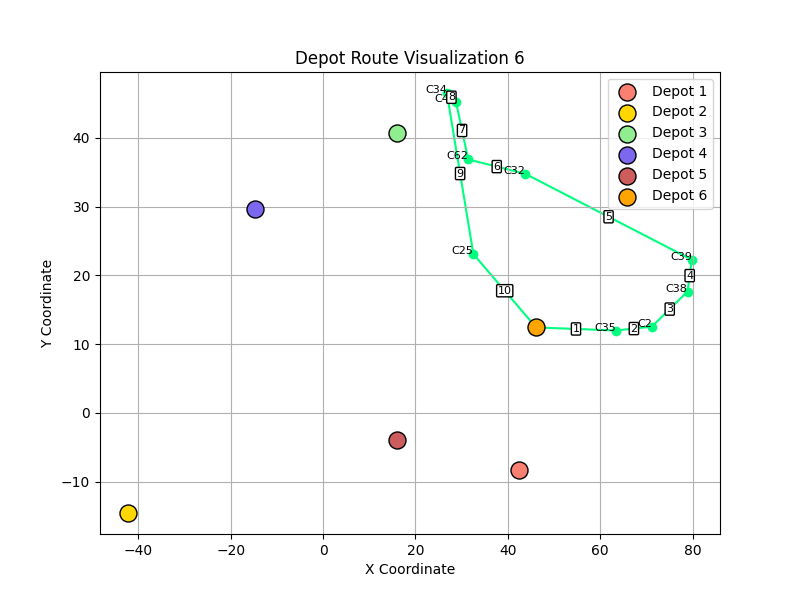 Depot Route Visualization 6
Depot 1
Depot 2
Depot 3
Depot 4
Depot 5
Depot 6
C34
8
7
C62
6
C32
9
5
C25
C39
4
C38
10
3
1
C35
2
C2
40
30
20
10
0
−10
−40
−20
0
20
40
60
80
X Coordinate
Y Coordinate